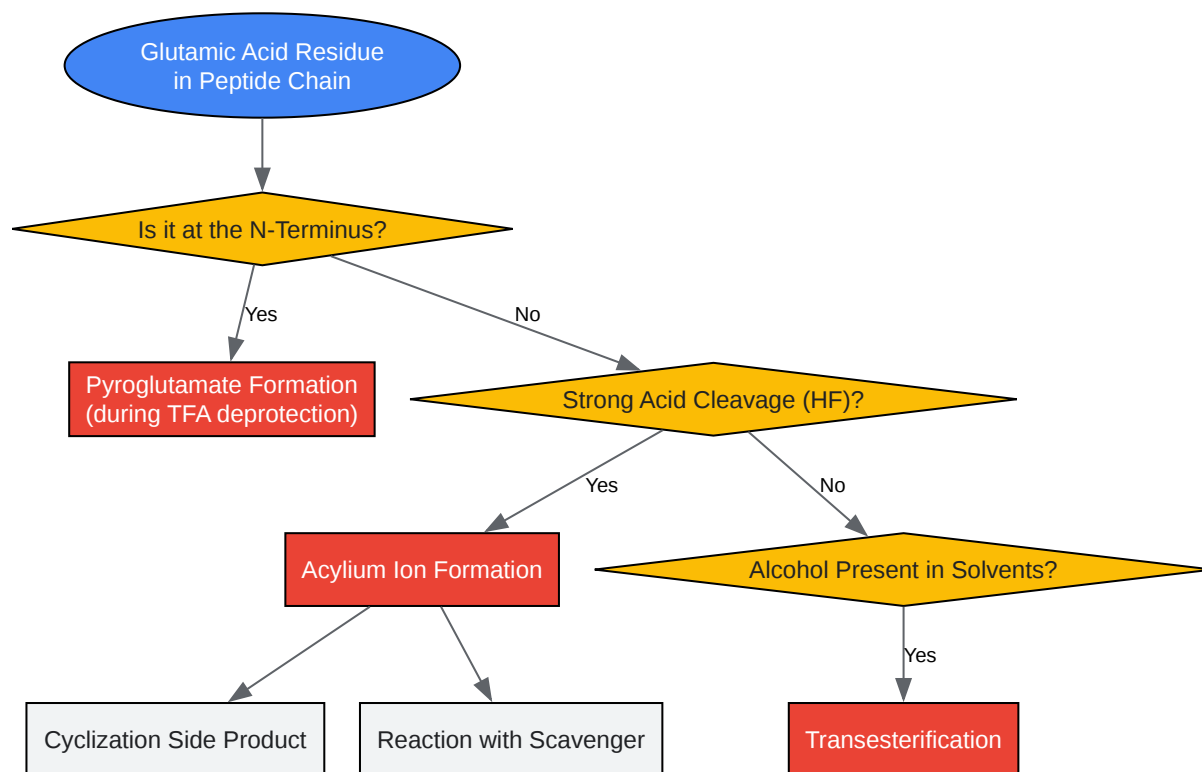 Glutamic Acid Residue
in Peptide Chain
Is it at the N-Terminus?
Yes
No
Pyroglutamate Formation
(during TFA deprotection)
Strong Acid Cleavage (HF)?
Yes
No
Acylium Ion Formation
Alcohol Present in Solvents?
Yes
Cyclization Side Product
Reaction with Scavenger
Transesterification